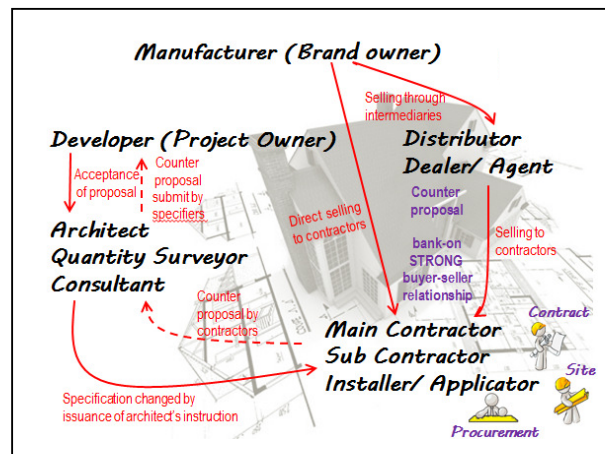 Manufacturer (Brand owner)
Selling through
intermediaries
Developer (Project Owner)
Distributor
Dealer/ Agent
Acceptance
of proposal
Counter
proposal
submit by
specifiers
Counter
proposal
bank-on
STRONG
buyer-seller
relationship
Direct selling
to contractors
Selling to
contractors
Architect
Quantity Surveyor
Consultant
Counter
proposal by
contractors
Main Contractor
Sub Contractor
Installer/ Applicator
Contract
Site
Procurement
Specification changed by
issuance of architect's instruction